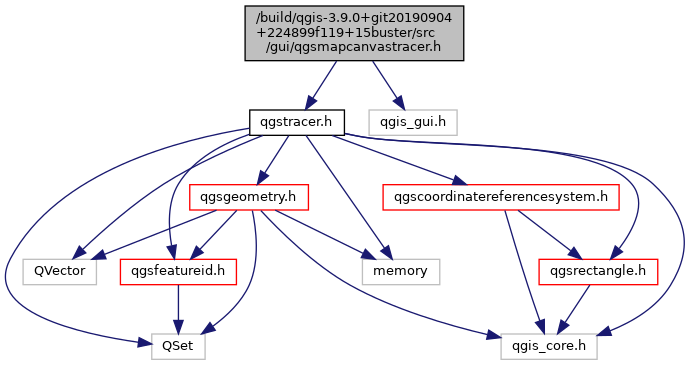 /build/qgis-3.9.0+git20190904
+224899f119+15buster/src
/gui/qgsmapcanvastracer.h
qgstracer.h
qgis_gui.h
qgsgeometry.h
qgscoordinatereferencesystem.h
QVector
qgsfeatureid.h
memory
qgsrectangle.h
QSet
qgis_core.h